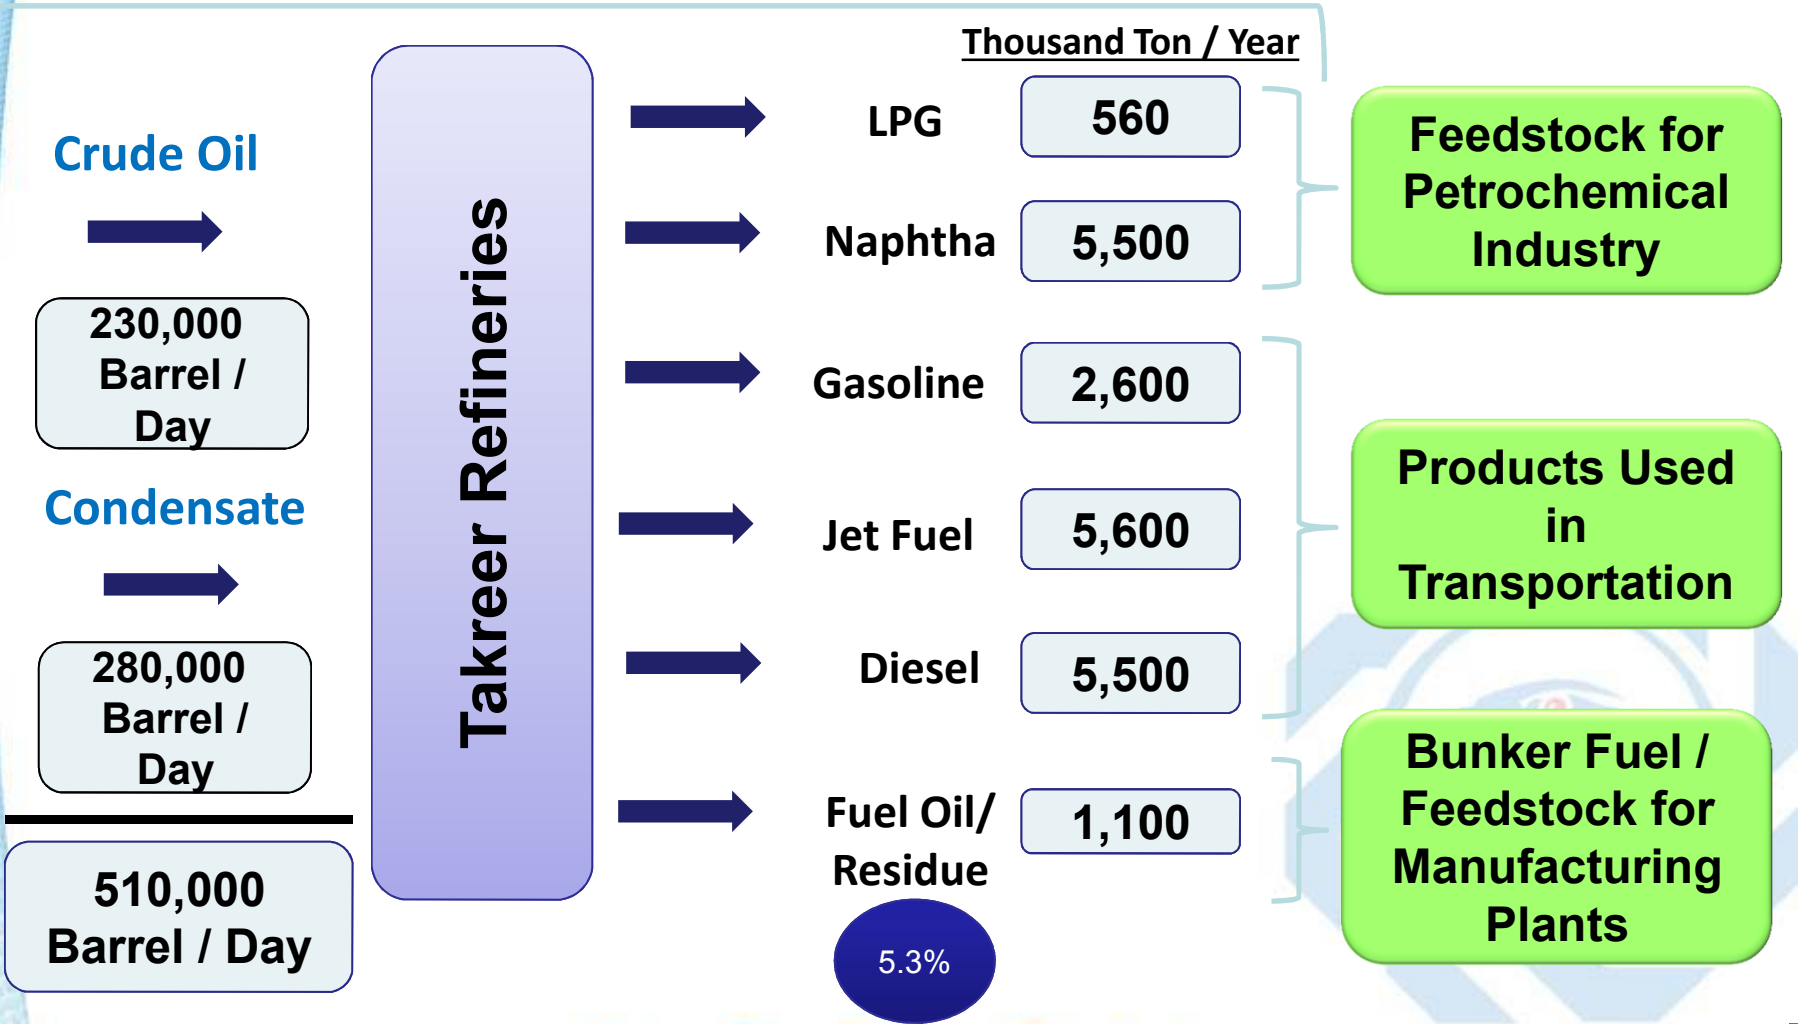 Thousand Ton / Year
Crude Oil
230,000
Barrel /
Day
Condensate
280,000
Barrel /
Day
510,000
Barrel / Day
Takreer Refineries
LPG
560
Naphtha
5,500
Gasoline
2,600
Jet Fuel
5,600
Diesel
5,500
Fuel Oil/
Residue
1,100
5.3%
Feedstock for
Petrochemical
Industry
Products Used
in
Transportation
Bunker Fuel /
Feedstock for
Manufacturing
Plants